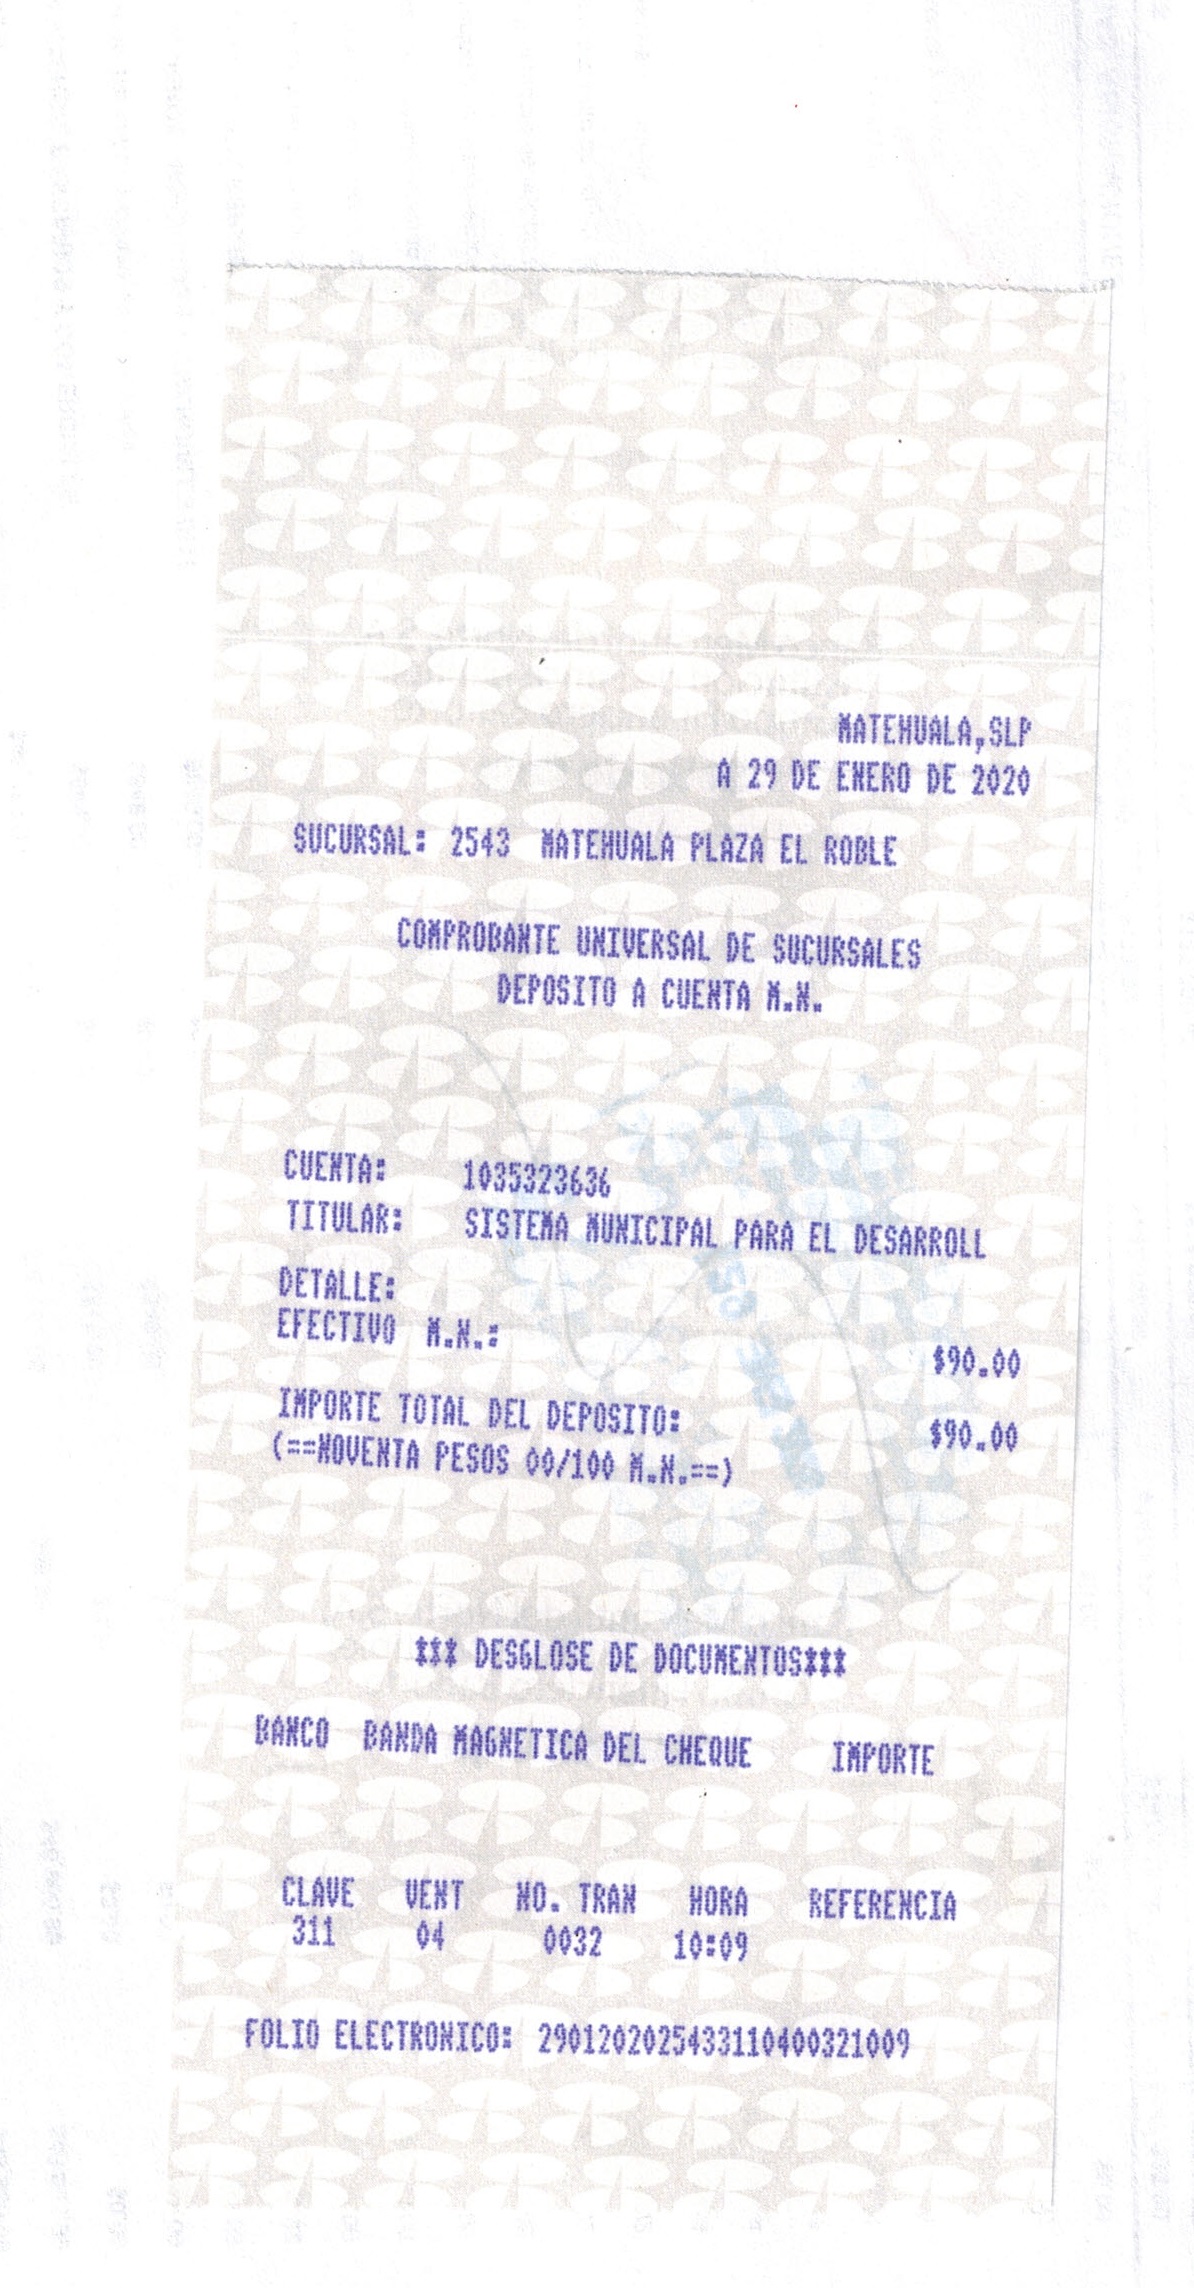 MATEHUALA,SLP
A 29 DE ENERO DE 2020
SUCURSAL: 2543 MATEHUALA PLAZA EL ROBLE
COMPROBANTE UNIVERSAL DE SUCURSALES
DEPOSITO A CUENTA M.N.
CUENTA: 1035323636
TITULAR: SISTEMA MUNICIPAL PARA EL DESARROLL
DETALLE:
EFECTIVO M.N.: $90.00
IMPORTE TOTAL DEL DEPOSITO: $90.00
(==NOVENTA PESOS 00/100 M.N.==)
*** DESGLOSE DE DOCUMENTOS***
BANCO BANDA MAGNETICA DEL CHEQUE IMPORTE
CLAVE VENT NO. TRAN HORA REFERENCIA
311 04 0032 10:09
FOLIO ELECTRONICO: 29012020254331104003210​09